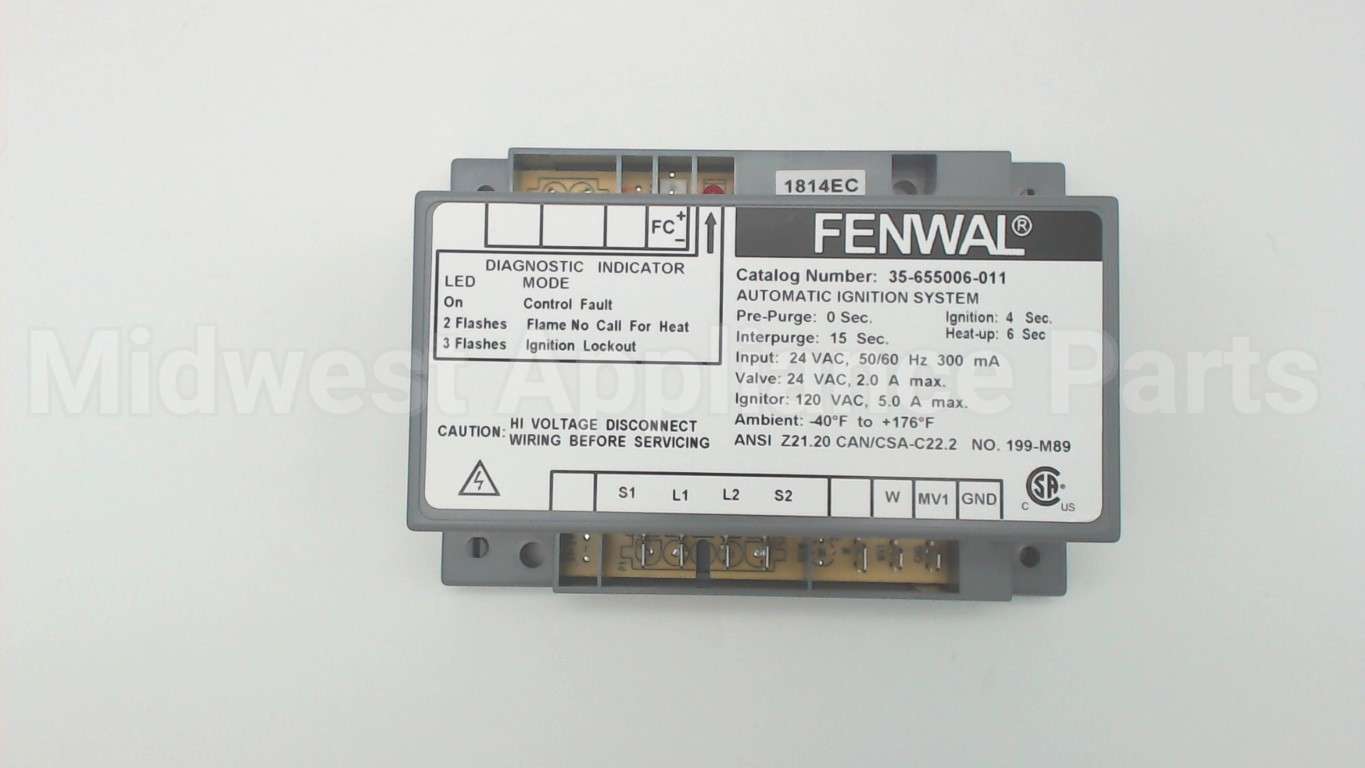 1814EC
FC + -
DIAGNOSTIC INDICATOR
LED MODE
On Control Fault
2 Flashes Flame No Call For Heat
3 Flashes Ignition Lockout
CAUTION: HI VOLTAGE DISCONNECT
WIRING BEFORE SERVICING
FENWAL®
Catalog Number: 35-655006-011
AUTOMATIC IGNITION SYSTEM
Pre-Purge: 0 Sec. Ignition: 4 Sec.
Interpurge: 15 Sec. Heat-up: 6 Sec
Input: 24 VAC, 50/60 Hz 300 mA
Valve: 24 VAC, 2.0 A max.
Ignitor: 120 VAC, 5.0 A max.
Ambient: -40°F to +176°F
ANSI Z21.20 CAN/CSA-C22.2 NO. 199-M89
S1 L1 L2 S2 W MV1 GND
C SA® US
Midwest Appliance Parts